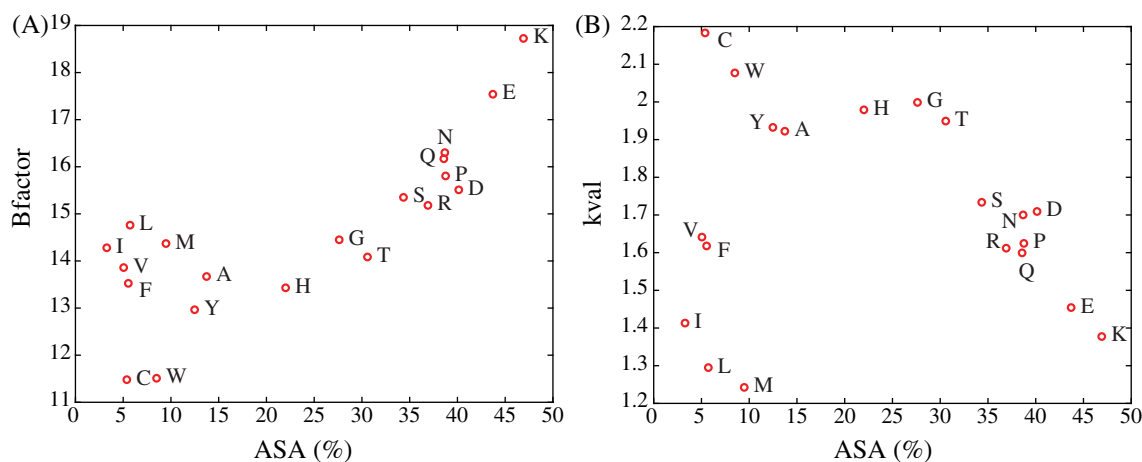 (A)
Bfactor
19
18
17
16
15
14
13
12
11
K
E
N
Q
P
D
S
R
L
I
M
G
T
V
A
F
H
Y
C
W
0 5 10 15 20 25 30 35 40 45 50
ASA (%)
(B)
kval
2.2
2.1
2
1.9
1.8
1.7
1.6
1.5
1.4
1.3
1.2
C
W
G
H
T
Y
A
S
D
N
V
F
R
P
Q
E
I
K
L
M
0 5 10 15 20 25 30 35 40 45 50
ASA (%)